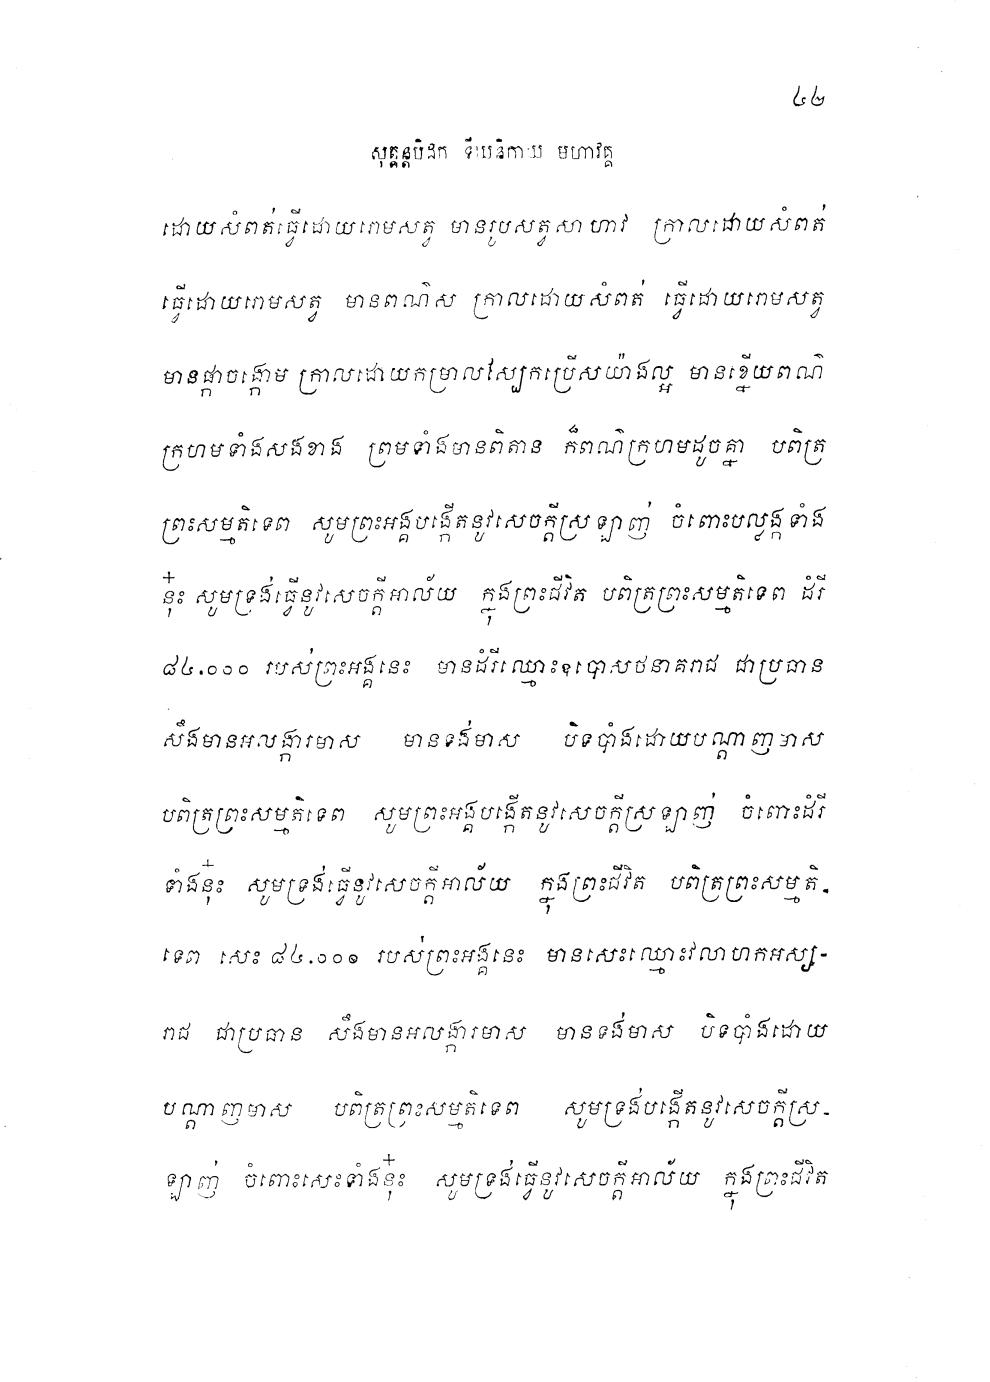 ៤២
សុត្តន្តបិដក ទីឃនិកាយ មហាវគ្គ
ដោយសំពត់ធ្វើដោយរោមសត្វ មានរូបសត្វសាហាវ ក្រាលដោយសំពត់
ធ្វើដោយរោមសត្វ មានពណ៌ស ក្រាលដោយសំពត់ ធ្វើដោយរោមសត្វ
មានផ្កាចង្កោម ក្រាលដោយកម្រាលស្បែកប្រើសយ៉ាងល្អ មានខ្នើយពណ៌
ក្រហមទាំងសងខាង ព្រមទាំងមានពិតាន ក៏ពណ៌ក្រហមដូចគ្នា បពិត្រ
ព្រះសម្មតិទេព សូមព្រះអង្គបង្កើតនូវសេចក្តីស្រឡាញ់ ចំពោះបល្ល័ង្កទាំង
នុ៎ះ សូមទ្រង់ធ្វើនូវសេចក្តីអាល័យ ក្នុងព្រះជីវិត បពិត្រព្រះសម្មតិទេព ដំរី
៨៤.០០០ របស់ព្រះអង្គនេះ មានដំរីឈ្មោះឧបោសថនាគរាជ ជាប្រធាន
សឹងមានអលង្ការមាស មានទង់មាស បិទបាំងដោយបណ្តាញមាស
បពិត្រព្រះសម្មតិទេព សូមព្រះអង្គបង្កើតនូវសេចក្តីស្រឡាញ់ ចំពោះដំរី
ទាំងនុ៎ះ សូមទ្រង់ធ្វើនូវសេចក្តីអាល័យ ក្នុងព្រះជីវិត បពិត្រព្រះសម្មតិ-
ទេព សេះ ៨៤.០០០ របស់ព្រះអង្គនេះ មានសេះឈ្មោះវលាហកអស្ស-
រាជ ជាប្រធាន សឹងមានអលង្ការមាស មានទង់មាស បិទបាំងដោយ
បណ្តាញមាស បពិត្រព្រះសម្មតិទេព សូមទ្រង់បង្កើតនូវសេចក្តីស្រ-
ឡាញ់ ចំពោះសេះទាំងនុ៎ះ សូមទ្រង់ធ្វើនូវសេចក្តីអាល័យ ក្នុងព្រះជីវិត